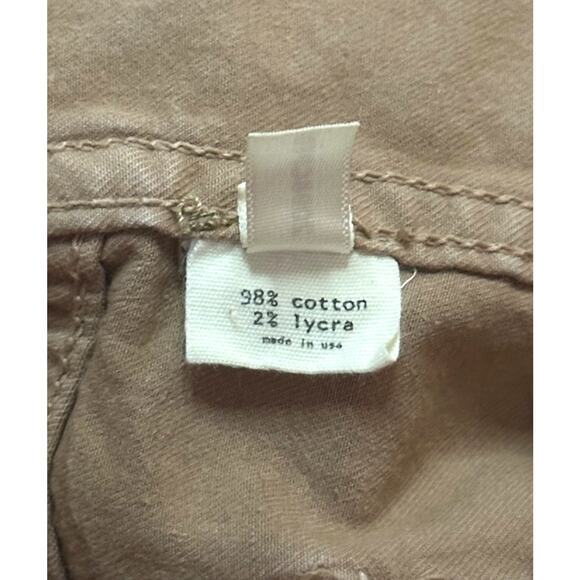 98% cotton
2% lycra
made in usa